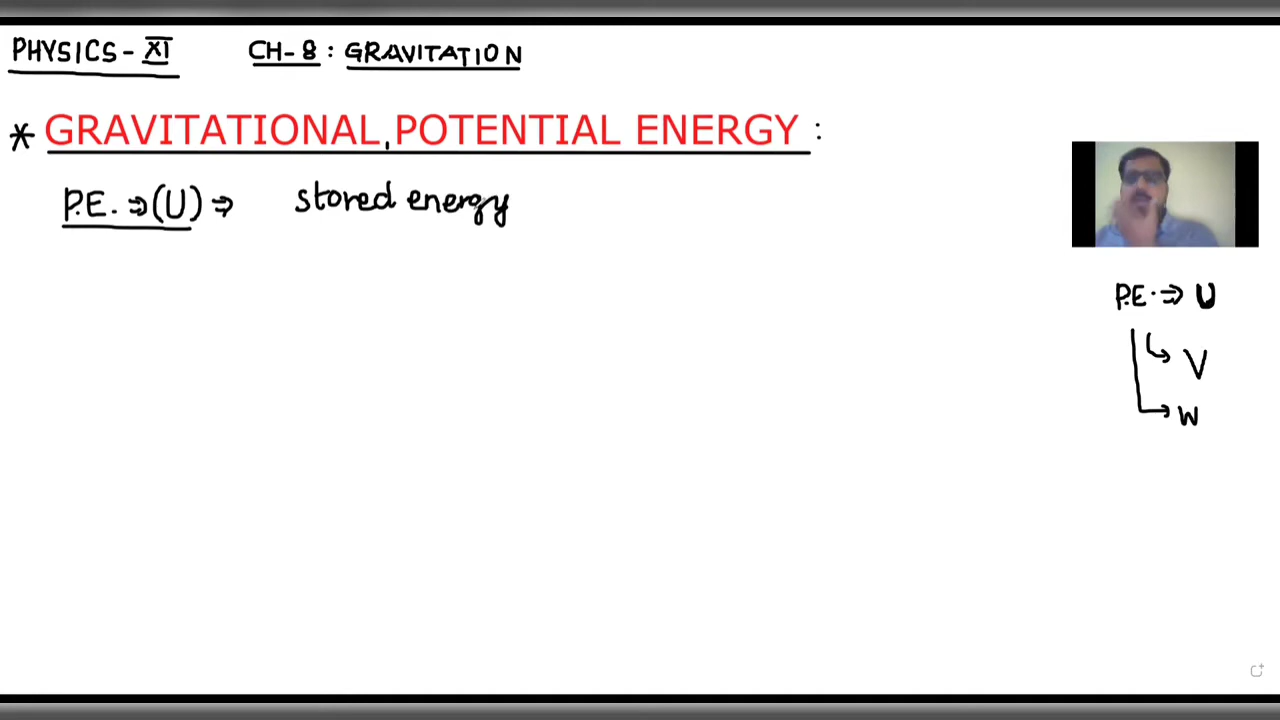 PHYSICS - XI CH- 8 : GRAVITATION
* GRAVITATIONAL POTENTIAL ENERGY :
P.E. ⇒ (U) ⇒ stored energy
P.E. ⇒ U
↳ V
↳ W